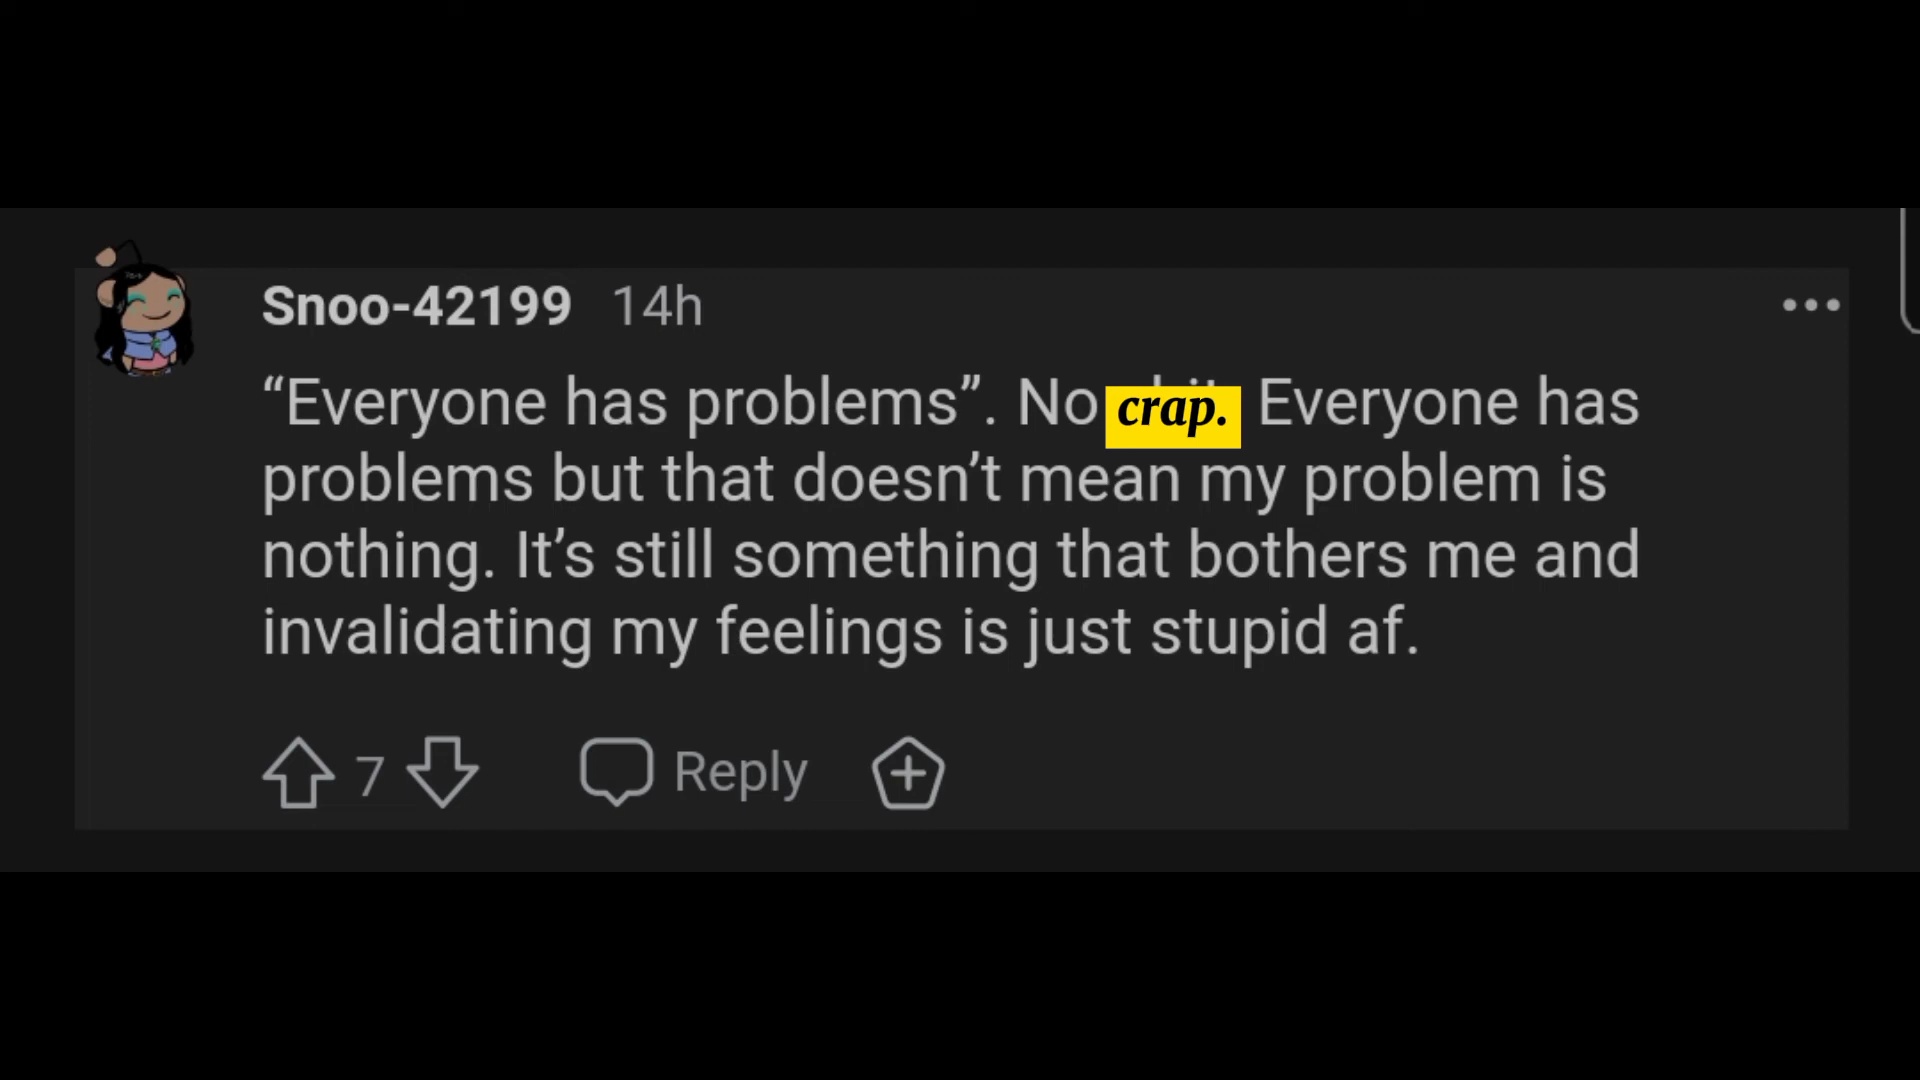 Snoo-42199 14h
“Everyone has problems”. No crap. Everyone has
problems but that doesn’t mean my problem is
nothing. It’s still something that bothers me and
invalidating my feelings is just stupid af.
7 Reply